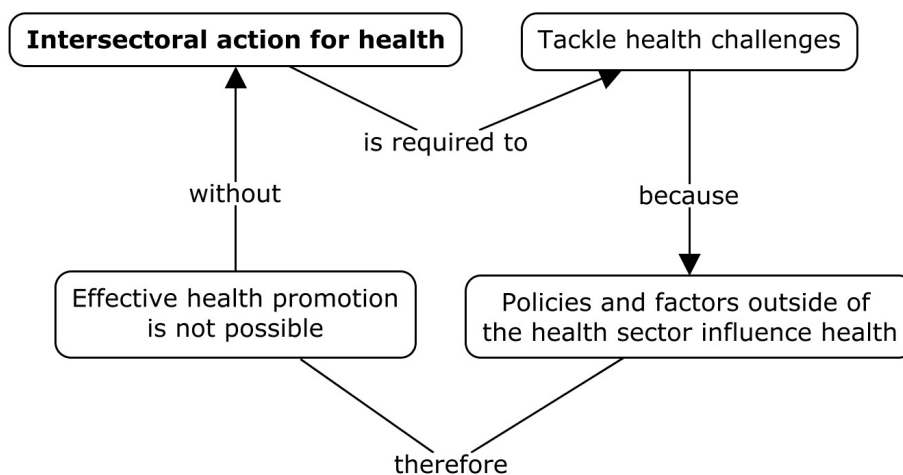 Intersectoral action for health
Tackle health challenges
is required to
without
because
Effective health promotion
is not possible
Policies and factors outside of
the health sector influence health
therefore